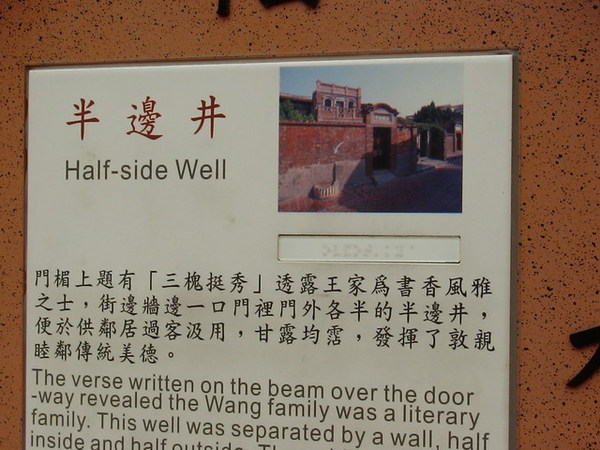 半邊井
Half-side Well
門楣上題有「三槐挺秀」透露王家爲書香風雅
之士，街邊牆邊一口門裡門外各半的半邊井，
便於供鄰居過客汲用，甘露均霑，發揮了敦親
睦鄰傳統美德。
The verse written on the beam over the door
-way revealed the Wang family was a literary
family. This well was separated by a wall, half
inside and half outside.